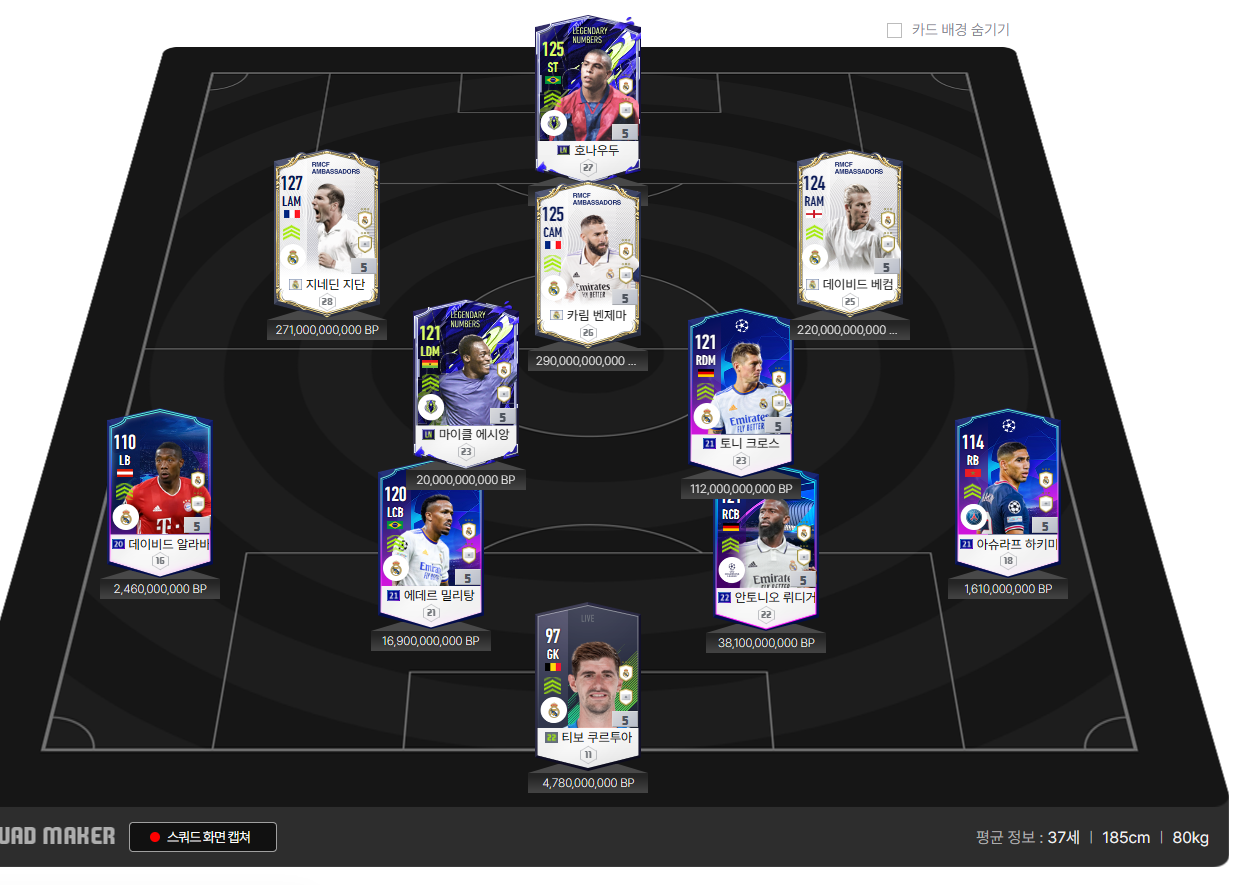 카드 배경 숨기기
LEGENDARY
NUMBERS
125
ST
5
LN 호나우두
27
RMCF
AMBASSADORS
127
LAM
5
지네딘 지단
28
271,000,000,000 BP
RMCF
AMBASSADORS
125
CAM
Emirates
FLY BETTER
5
카림 벤제마
26
290,000,000,000 ...
RMCF
AMBASSADORS
124
RAM
5
데이비드 베컴
25
220,000,000,000 ...
LEGENDARY
NUMBERS
121
LDM
5
LN 마이클 에시앙
23
20,000,000,000 BP
121
RDM
Emirates
FLY BETTER
5
21 토니 크로스
23
112,000,000,000 BP
110
LB
5
20 데이비드 알라바
16
2,460,000,000 BP
120
LCB
Emirates
5
21 에데르 밀리탕
21
16,900,000,000 BP
121
RCB
Emirates
FLY BETTER
5
22 안토니오 뤼디거
22
38,100,000,000 BP
114
RB
5
21 아슈라프 하키미
18
1,610,000,000 BP
LIVE
97
GK
5
22 티보 쿠르투아
11
4,780,000,000 BP
UAD MAKER
스쿼드 화면 캡쳐
평균 정보 : 37세 | 185cm | 80kg